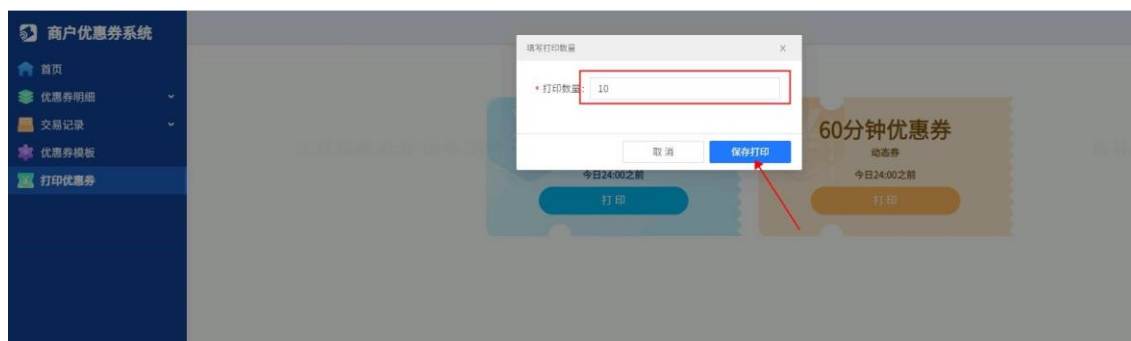 商户优惠券系统
首页
优惠券明细
交易记录
优惠券模板
打印优惠券
填写打印数量
* 打印数量: 10
取 消
保存打印
今日24:00之前
打 印
60分钟优惠券
动态券
今日24:00之前
打 印